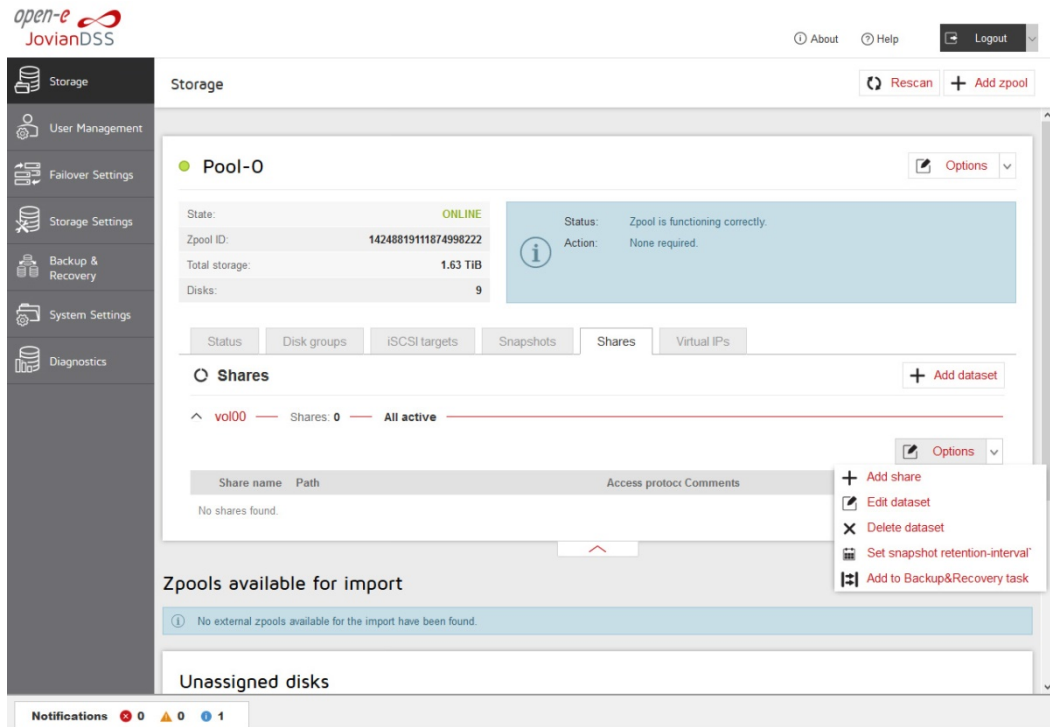 open-e
JovianDSS
About
Help
Logout
Storage
User Management
Failover Settings
Storage Settings
Backup &
Recovery
System Settings
Diagnostics
Storage
Rescan
Add zpool
Pool-0
Options
State: ONLINE
Zpool ID: 14248819111874998222
Total storage: 1.63 TiB
Disks: 9
Status: Zpool is functioning correctly.
Action: None required.
Status
Disk groups
iSCSI targets
Snapshots
Shares
Virtual IPs
Shares
Add dataset
vol00
Shares: 0
All active
Options
Share name Path Access protoc Comments
No shares found.
Add share
Edit dataset
Delete dataset
Set snapshot retention-interval
Add to Backup&Recovery task
Zpools available for import
No external zpools available for the import have been found.
Unassigned disks
Notifications 0 0 1